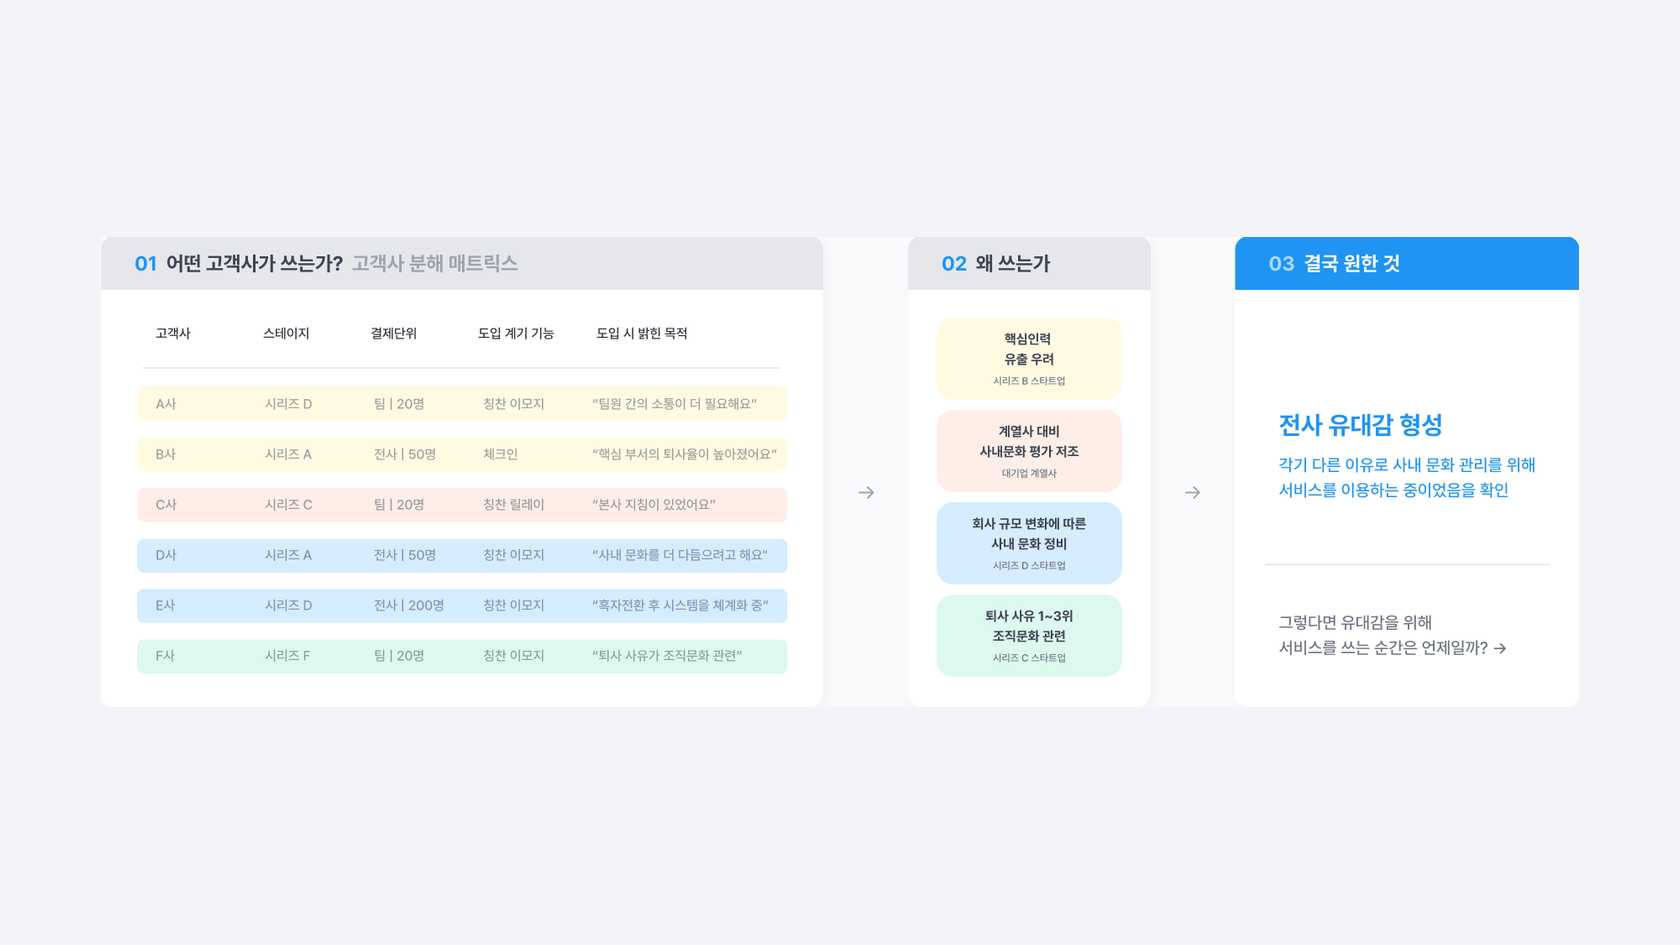 01 어떤 고객사가 쓰는가? 고객사 분해 매트릭스
고객사 스테이지 결제단위 도입 계기 기능 도입 시 밝힌 목적
A사 시리즈 D 팀 | 20명 칭찬 이모지 “팀원 간의 소통이 더 필요해요”
B사 시리즈 A 전사 | 50명 체크인 “핵심 부서의 퇴사율이 높아졌어요”
C사 시리즈 C 팀 | 20명 칭찬 릴레이 “본사 지침이 있었어요”
D사 시리즈 A 전사 | 50명 칭찬 이모지 “사내 문화를 더 다듬으려고 해요"
E사 시리즈 D 전사 | 200명 칭찬 이모지 “흑자전환 후 시스템을 쳬계화 중”
F사 시리즈 F 팀 | 20명 칭찬 이모지 “퇴사 사유가 조직문화 관련”
→
02 왜 쓰는가
핵심인력
유출 우려
시리즈 B 스타트업
계열사 대비
사내문화 평가 저조
대기업 계열사
회사 규모 변화에 따른
사내 문화 정비
시리즈 D 스타트업
퇴사 사유 1~3위
조직문화 관련
시리즈 C 스타트업
→
03 결국 원한 것
전사 유대감 형성
각기 다른 이유로 사내 문화 관리를 위해
서비스를 이용하는 중이었음을 확인
그렇다면 유대감을 위해
서비스를 쓰는 순간은 언제일까? →